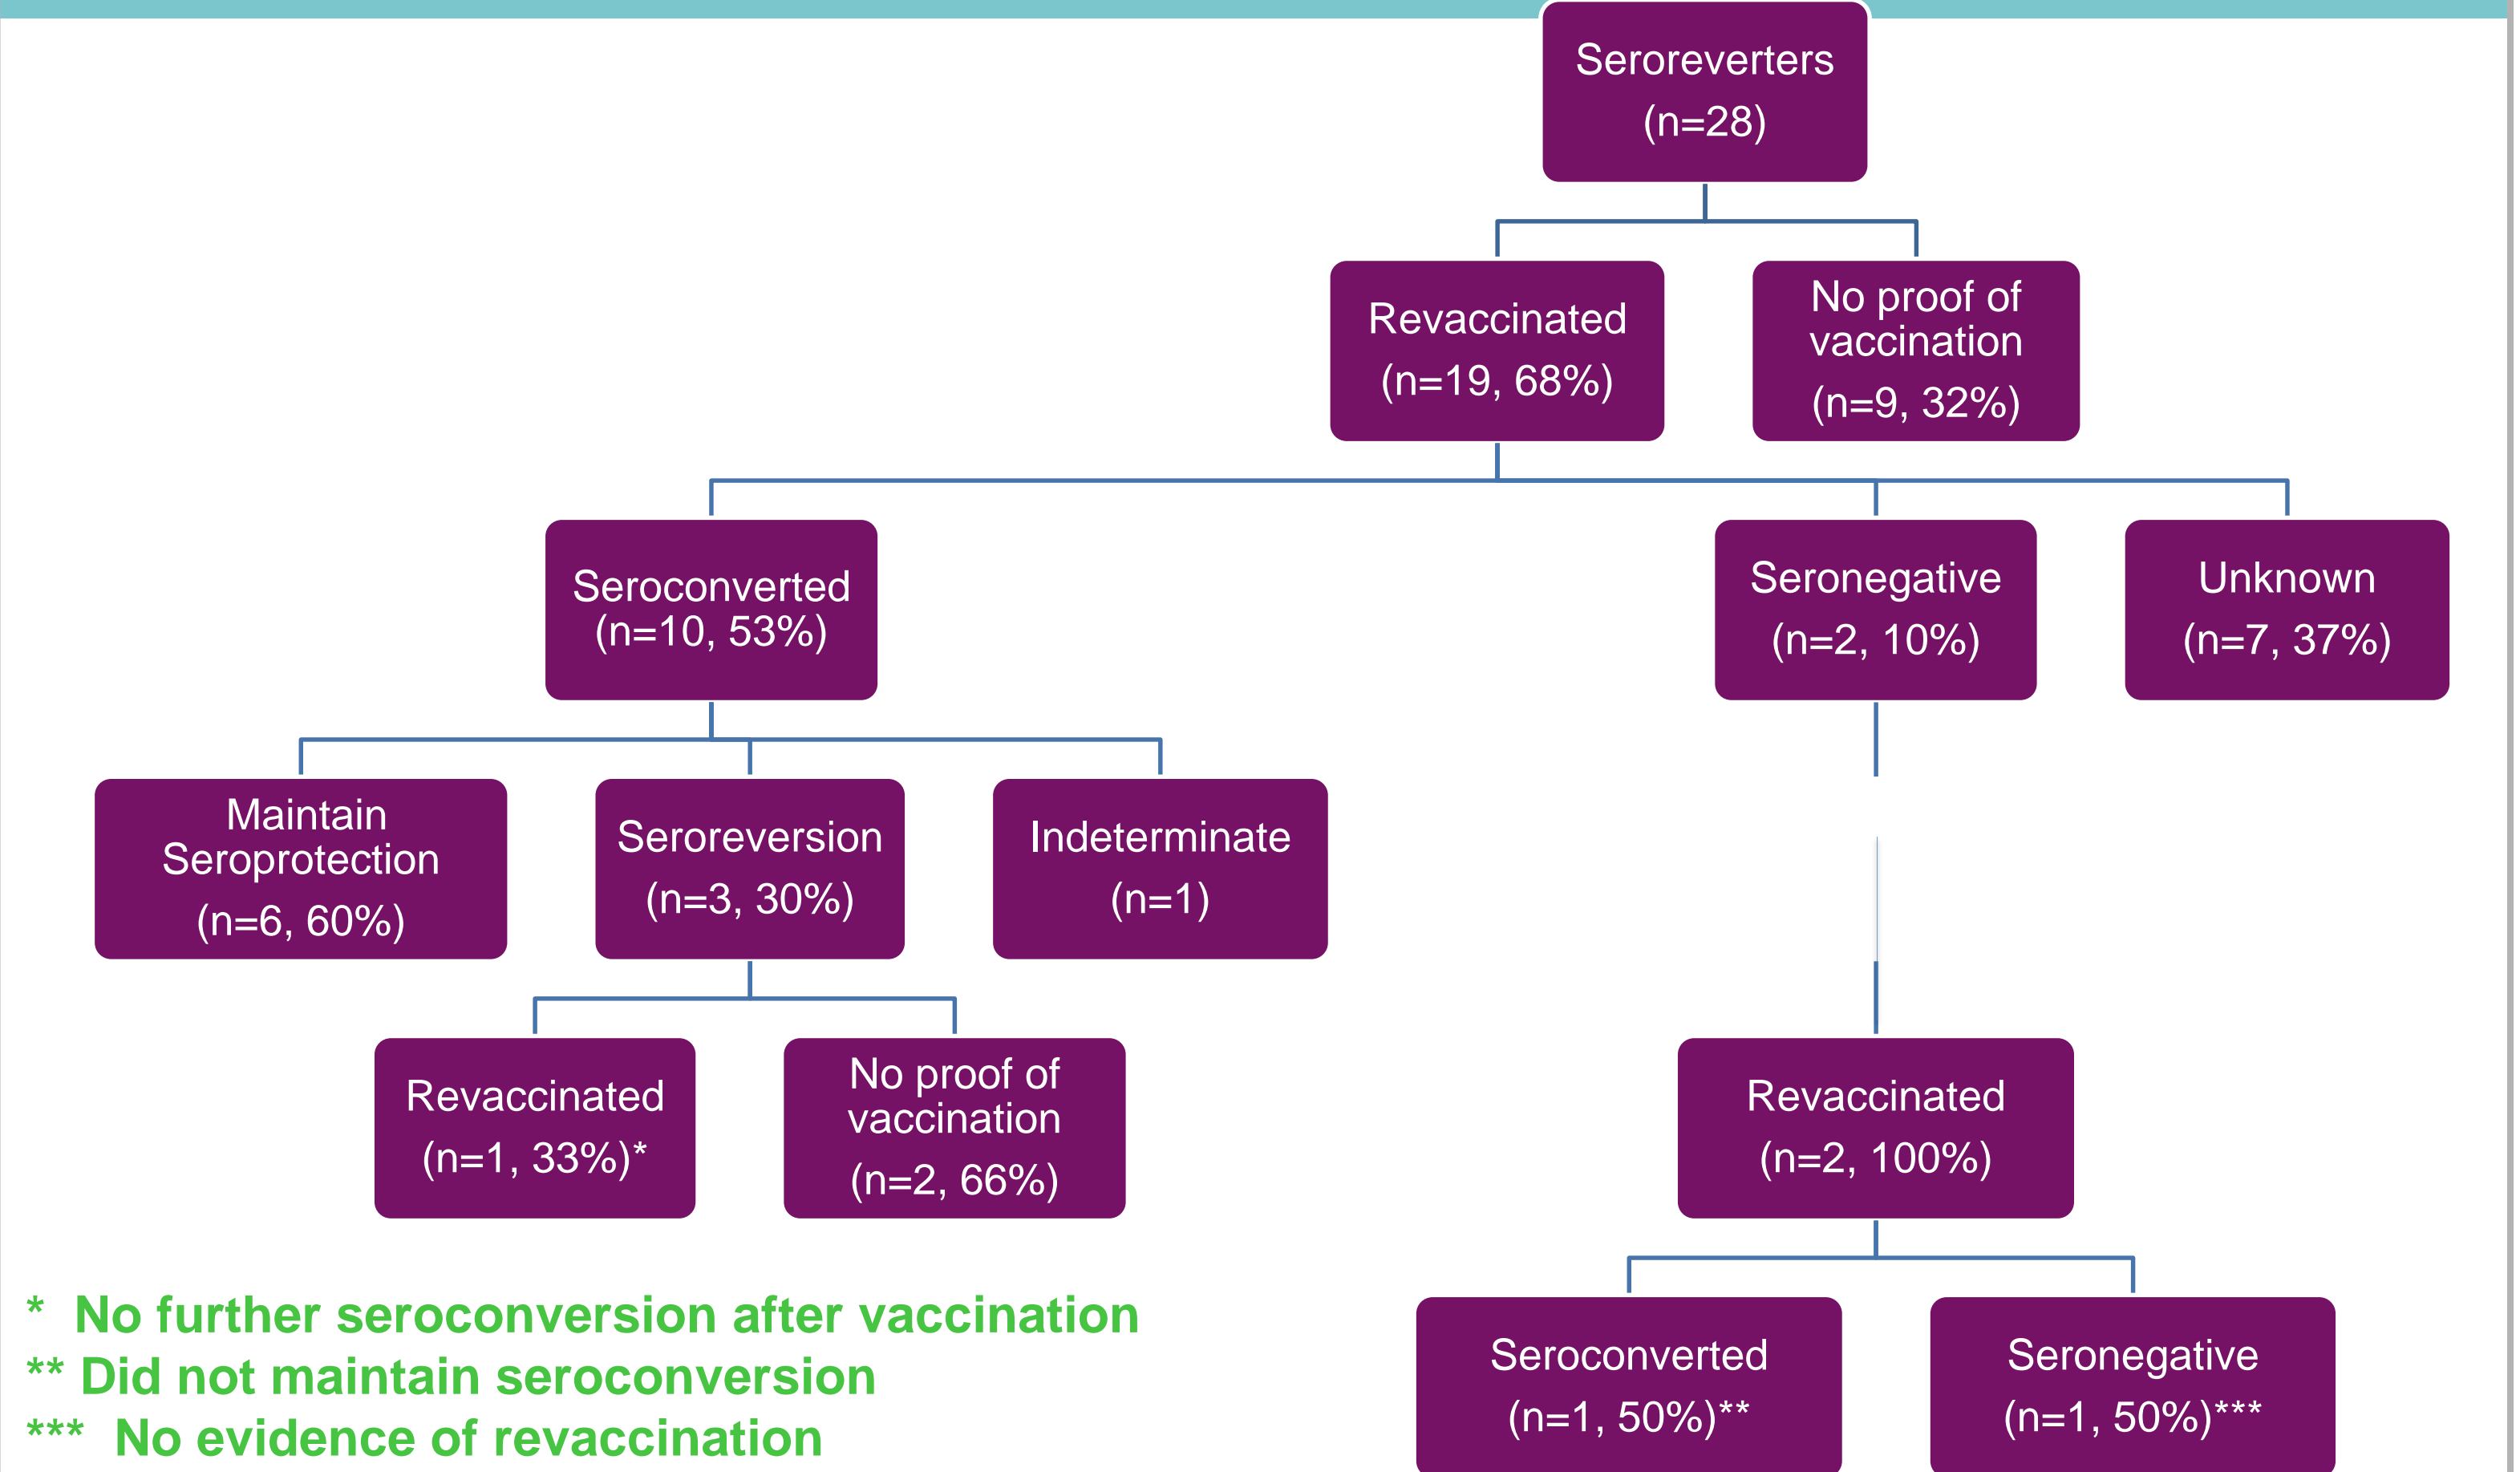 Seroreverters
(n=28)
Revaccinated
(n=19, 68%)
No proof of
vaccination
(n=9, 32%)
Seroconverted
(n=10, 53%)
Seronegative
(n=2, 10%)
Unknown
(n=7, 37%)
Maintain
Seroprotection
(n=6, 60%)
Seroreversion
(n=3, 30%)
Indeterminate
(n=1)
Revaccinated
(n=1, 33%)*
No proof of
vaccination
(n=2, 66%)
Revaccinated
(n=2, 100%)
Seroconverted
(n=1, 50%)**
Seronegative
(n=1, 50%)***
* No further seroconversion after vaccination
** Did not maintain seroconversion
*** No evidence of revaccination